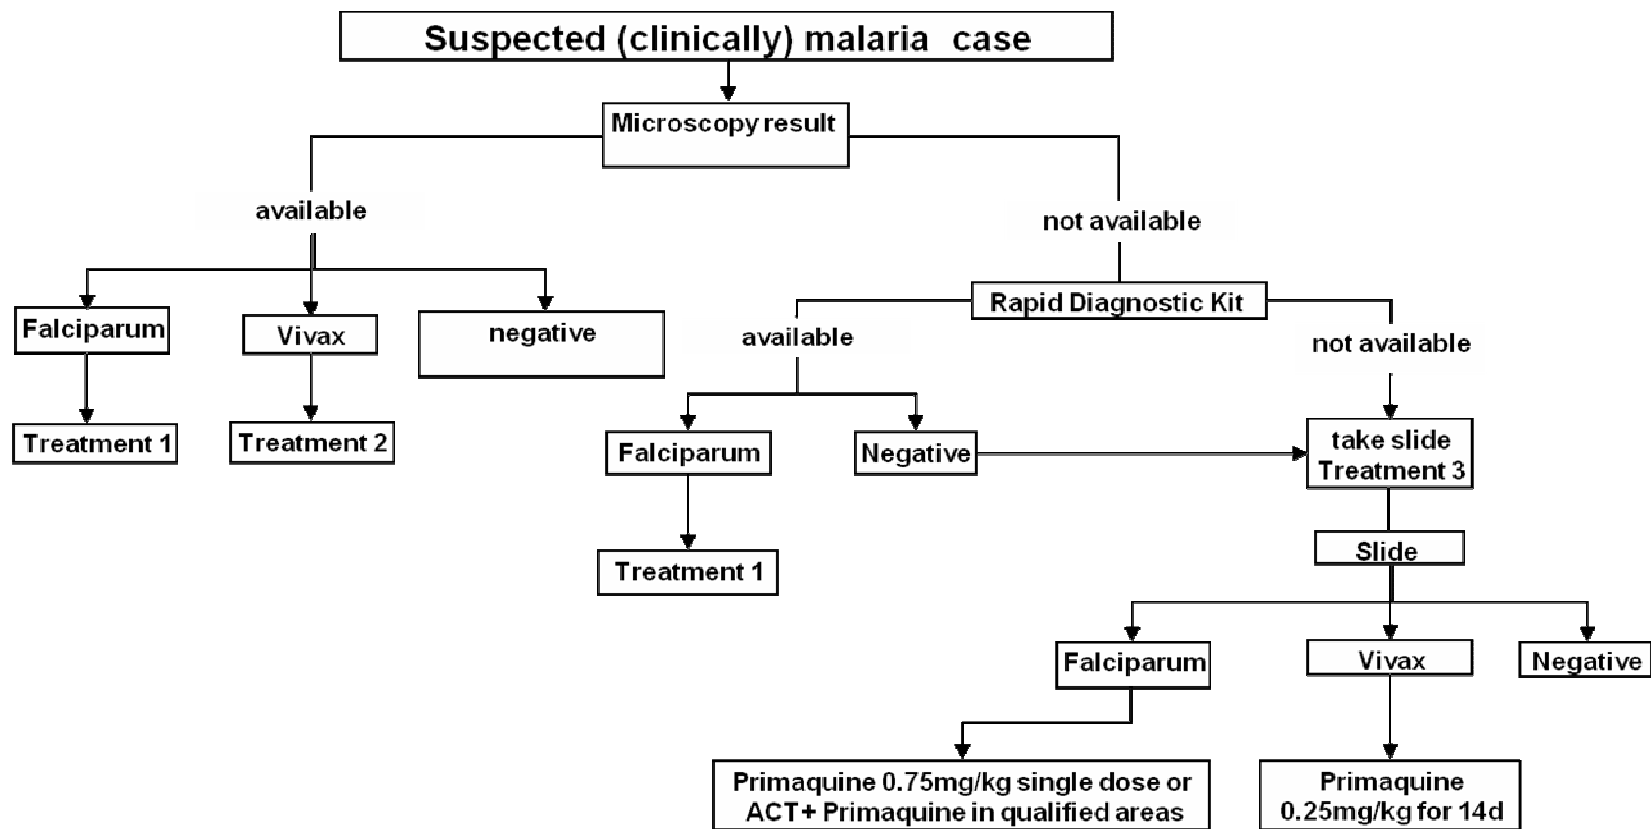 Suspected (clinically) malaria case
Microscopy result
available
not available
Falciparum
Vivax
negative
Rapid Diagnostic Kit
available
not available
Treatment 1
Treatment 2
Falciparum
Negative
take slide
Treatment 3
Treatment 1
Slide
Falciparum
Vivax
Negative
Primaquine 0.75mg/kg single dose or
ACT+ Primaquine in qualified areas
Primaquine
0.25mg/kg for 14d